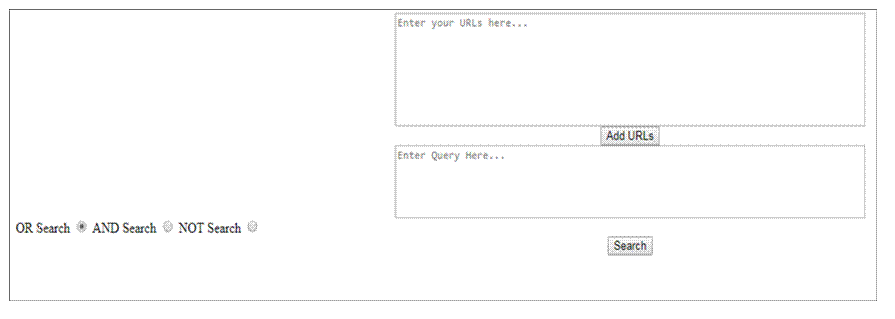 Enter your URLs here...
Add URLs
Enter Query Here...
OR Search AND Search NOT Search
Search